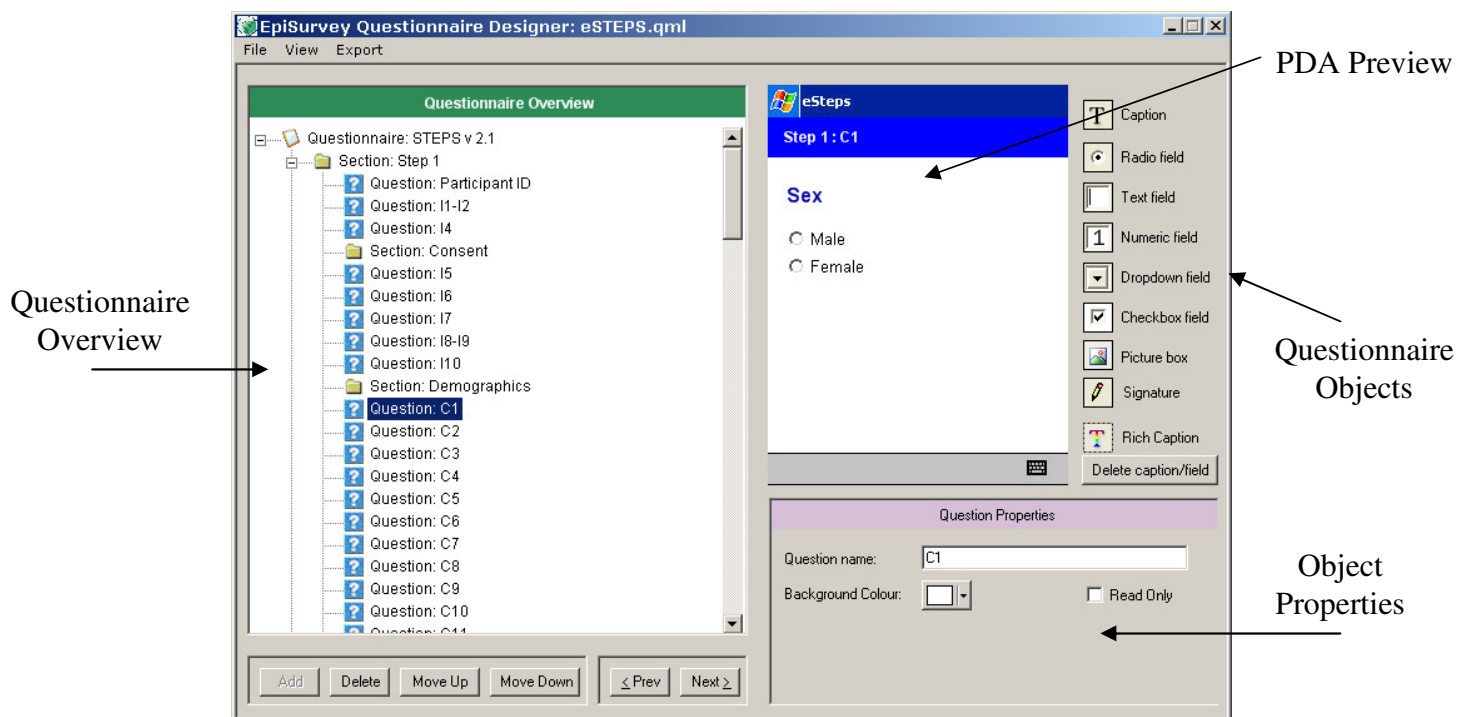 EpiSurvey Questionnaire Designer: eSTEPS.qml
File View Export
Questionnaire Overview
Questionnaire: STEPS v 2.1
Section: Step 1
Question: Participant ID
Question: I1-I2
Question: I4
Section: Consent
Question: I5
Question: I6
Question: I7
Question: I8-I9
Question: I10
Section: Demographics
Question: C1
Question: C2
Question: C3
Question: C4
Question: C5
Question: C6
Question: C7
Question: C8
Question: C9
Question: C10
Question: C11
Add Delete Move Up Move Down < Prev Next >
eSteps
Step 1 : C1
Sex
Male
Female
T Caption
Radio field
Text field
1 Numeric field
Dropdown field
Checkbox field
Picture box
Signature
T Rich Caption
Delete caption/field
Question Properties
Question name: C1
Background Colour: Read Only
Questionnaire
Overview
PDA Preview
Questionnaire
Objects
Object
Properties